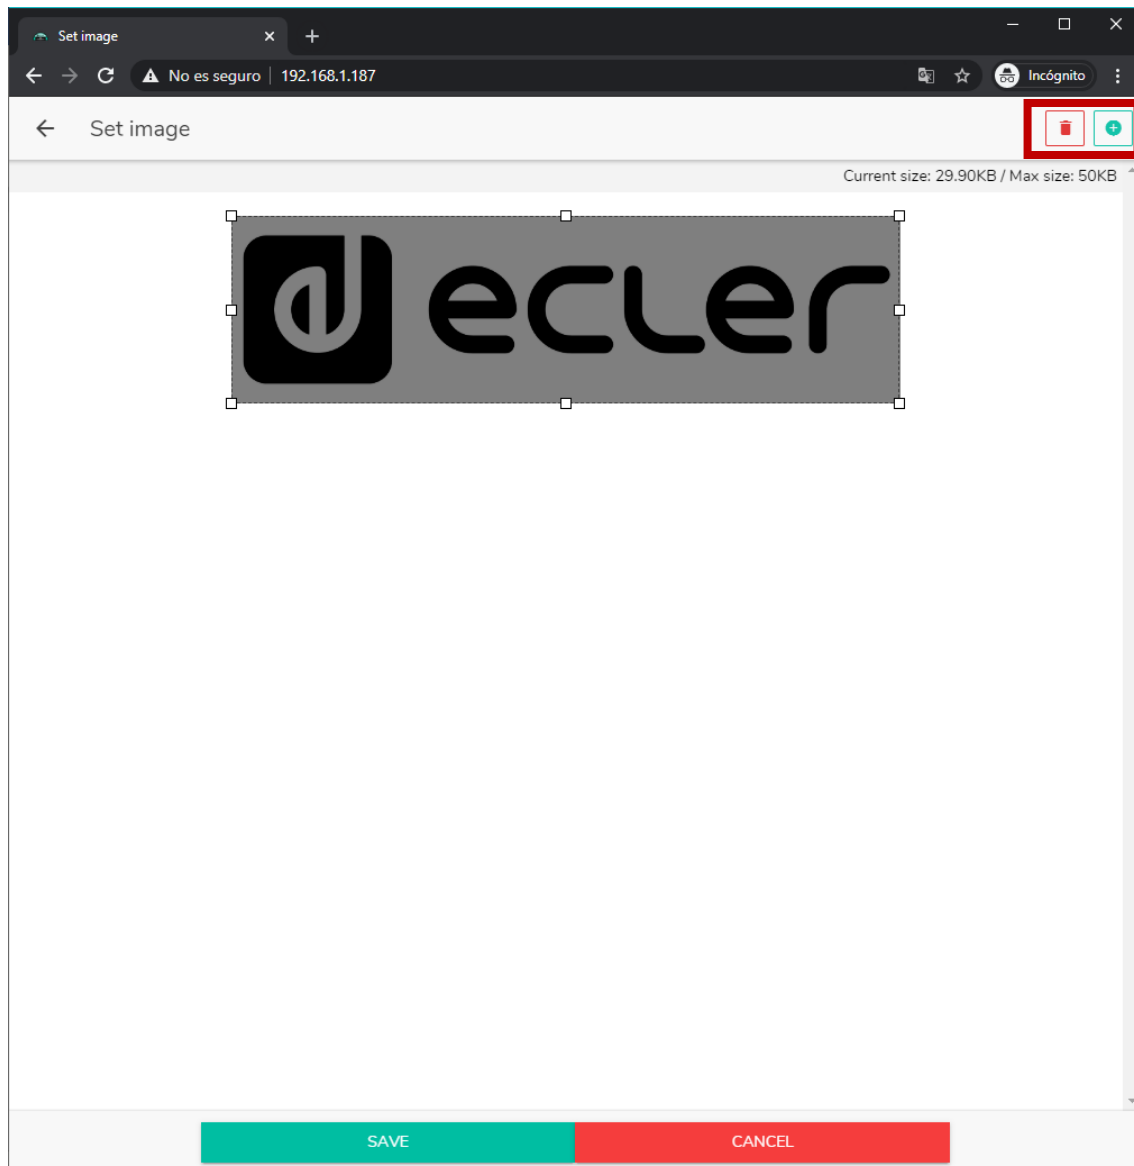 Set image
No es seguro
192.168.1.187
Incógnito
Set image
Current size: 29.90KB / Max size: 50KB
ecler
SAVE
CANCEL